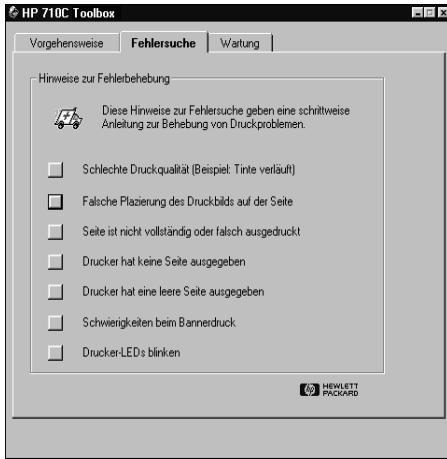 HP 710C Toolbox
Vorgehensweise
Fehlersuche
Wartung
Hinweise zur Fehlerbehebung
Diese Hinweise zur Fehlersuche geben eine schrittweise
Anleitung zur Behebung von Druckproblemen.
Schlechte Druckqualität (Beispiel: Tinte verläuft)
Falsche Plazierung des Druckbilds auf der Seite
Seite ist nicht vollständig oder falsch ausgedruckt
Drucker hat keine Seite ausgegeben
Drucker hat eine leere Seite ausgegeben
Schwierigkeiten beim Bannerdruck
Drucker-LEDs blinken
hp HEWLETT
PACKARD